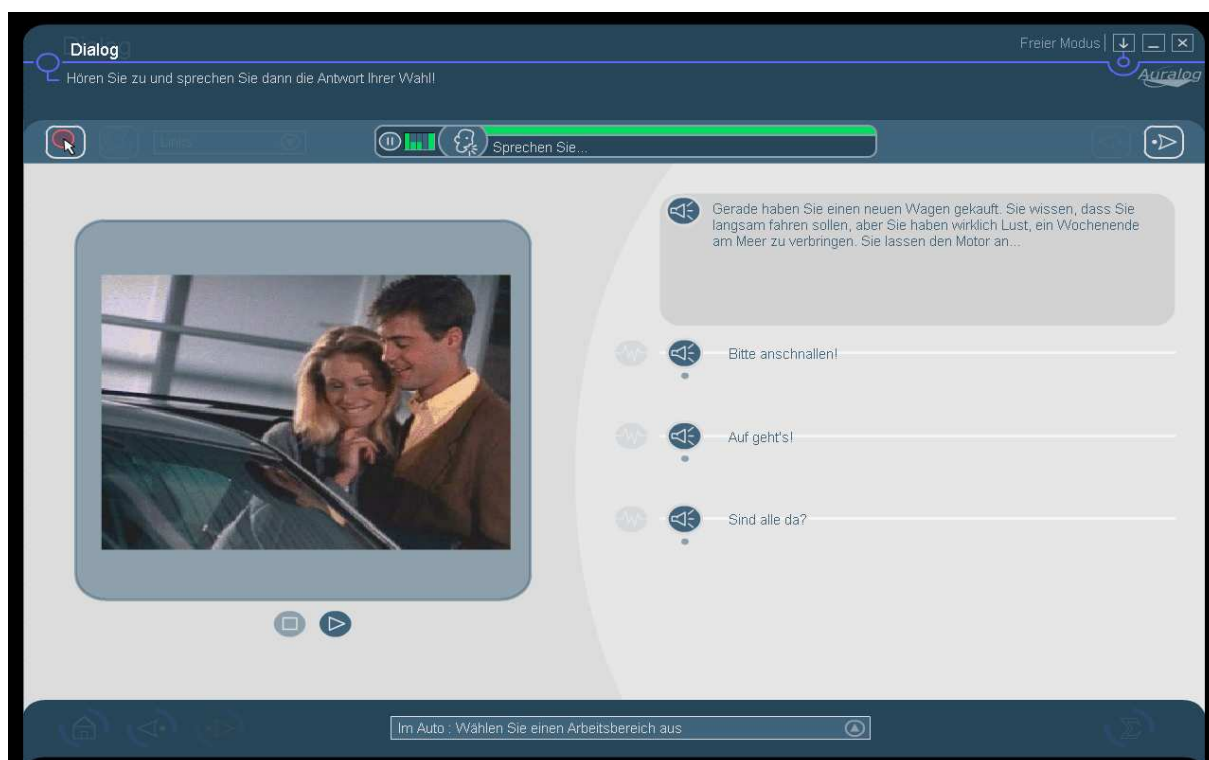 Dialog
Freier Modus
Hören Sie zu und sprechen Sie dann die Antwort Ihrer Wahl!
Auralog
Links
Sprechen Sie...
Gerade haben Sie einen neuen Wagen gekauft. Sie wissen, dass Sie
langsam fahren sollen, aber Sie haben wirklich Lust, ein Wochenende
am Meer zu verbringen. Sie lassen den Motor an...
Bitte anschnallen!
Auf geht's!
Sind alle da?
Im Auto : Wählen Sie einen Arbeitsbereich aus